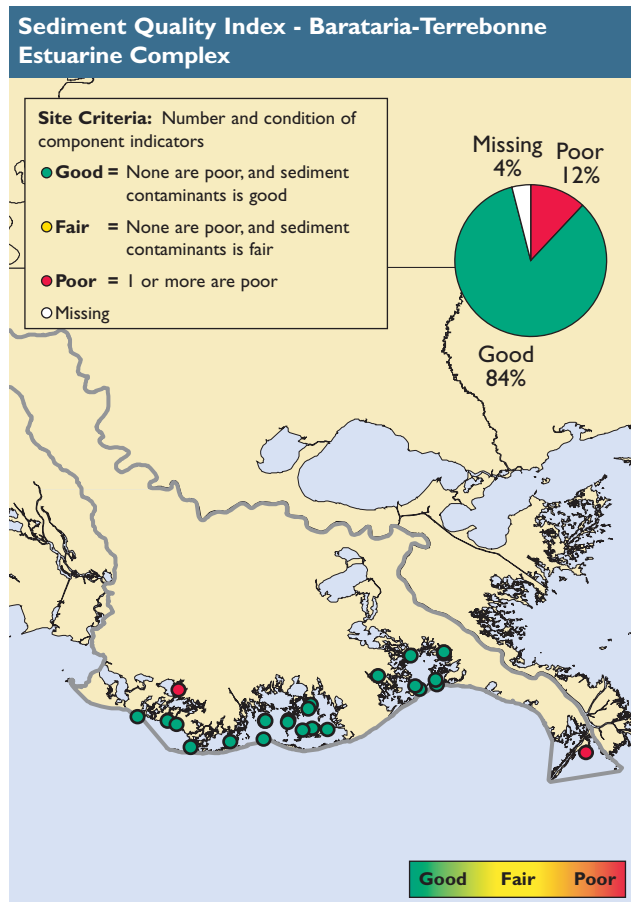 Sediment Quality Index - Barataria-Terrebonne
Estuarine Complex
Site Criteria: Number and condition of
component indicators
Good = None are poor, and sediment
contaminants is good
Fair = None are poor, and sediment
contaminants is fair
Poor = 1 or more are poor
Missing
Missing
4%
Poor
12%
Good
84%
Good Fair Poor